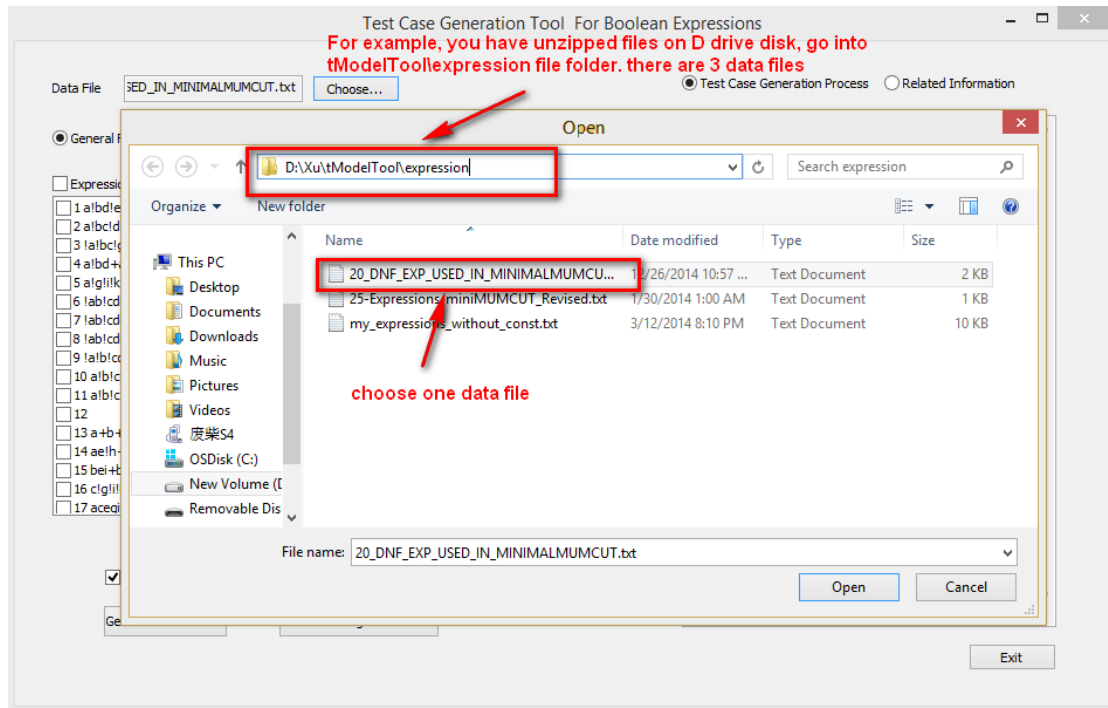 Test Case Generation Tool For Boolean Expressions
For example, you have unzipped files on D drive disk, go into
tModelTool\expression file folder. there are 3 data files
Data File
SED_IN_MINIMALMUMCUT.txt
Choose...
Test Case Generation Process
Related Information
General
Open
D:\Xu\tModelTool\expression
Search expression
Organize
New folder
Name
Date modified
Type
Size
This PC
Desktop
Documents
Downloads
Music
Pictures
Videos
废柴S4
OSDisk (C:)
New Volume (D
Removable Dis
20_DNF_EXP_USED_IN_MINIMALMUMCU...
12/26/2014 10:57 ...
Text Document
2 KB
25-Expressions-miniMUMCUT_Revised.txt
1/30/2014 1:00 AM
Text Document
1 KB
my_expressions_without_const.txt
3/12/2014 8:10 PM
Text Document
10 KB
choose one data file
Expressio
1 a!bd!e
2 a!bc!d
3 !a!bc!g
4 a!bd+
5 a!g!i!k
6 !ab!cd
7 !ab!cd
8 !ab!cd
9 !a!b!c
10 a!b!c
11 a!b!c
12
13 a+b+
14 ae!h-
15 bei+b
16 c!g!i!
17 acegi
File name:
20_DNF_EXP_USED_IN_MINIMALMUMCUT.txt
Open
Cancel
Ge
Exit